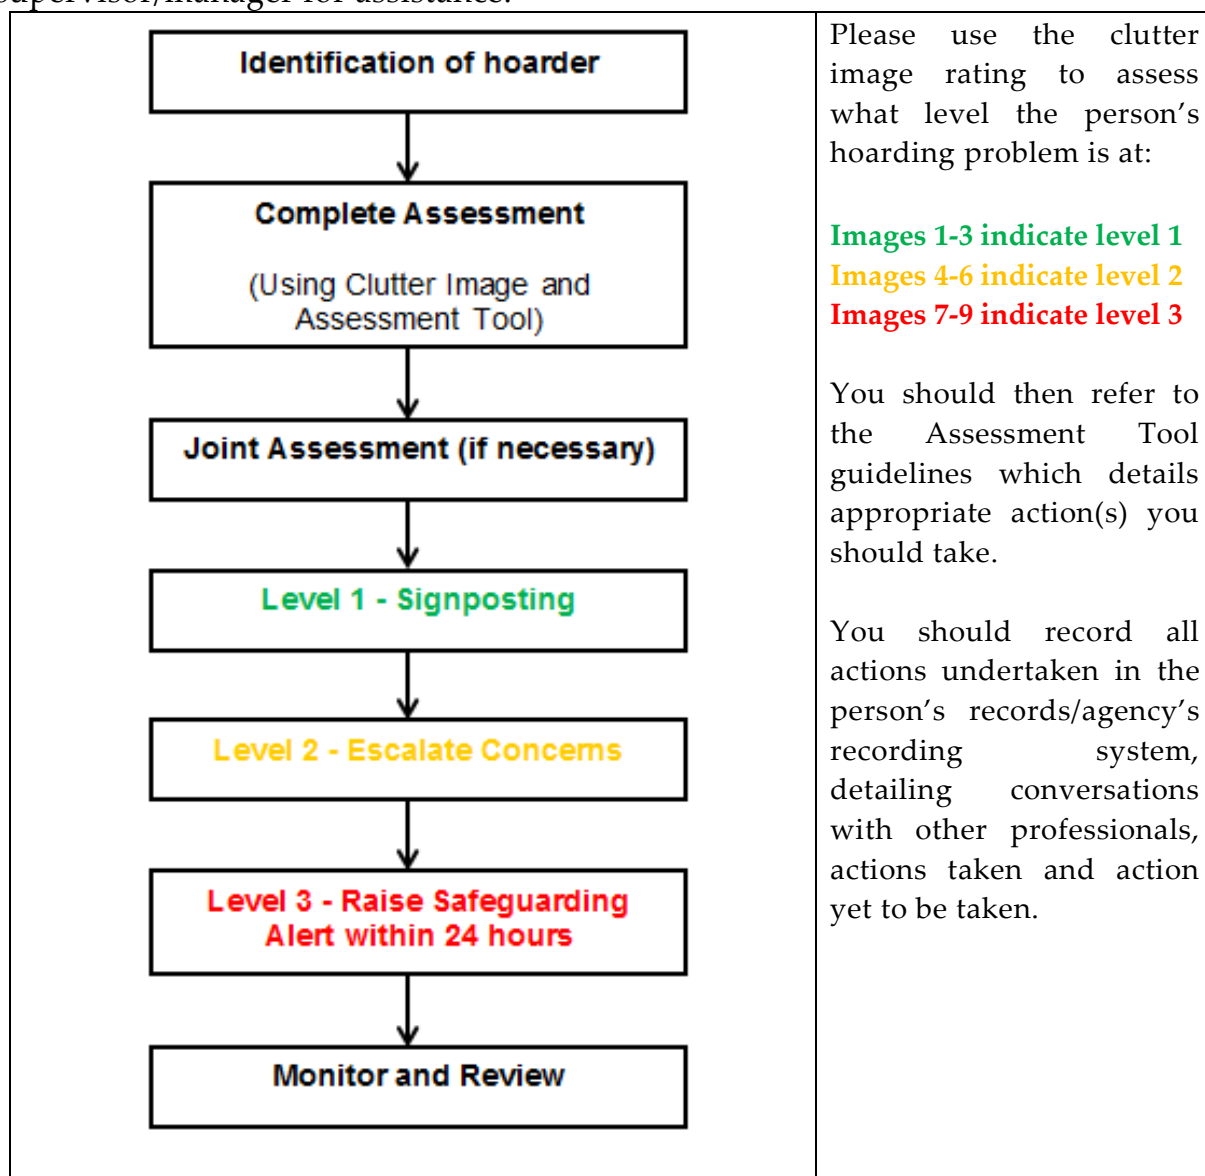 supervisor/manager for assistance.
Identification of hoarder
Complete Assessment
(Using Clutter Image and
Assessment Tool)
Joint Assessment (if necessary)
Level 1 - Signposting
Level 2 - Escalate Concerns
Level 3 - Raise Safeguarding
Alert within 24 hours
Monitor and Review
Please use the clutter
image rating to assess
what level the person’s
hoarding problem is at:
Images 1-3 indicate level 1
Images 4-6 indicate level 2
Images 7-9 indicate level 3
You should then refer to
the Assessment Tool
guidelines which details
appropriate action(s) you
should take.
You should record all
actions undertaken in the
person’s records/agency’s
recording system,
detailing conversations
with other professionals,
actions taken and action
yet to be taken.